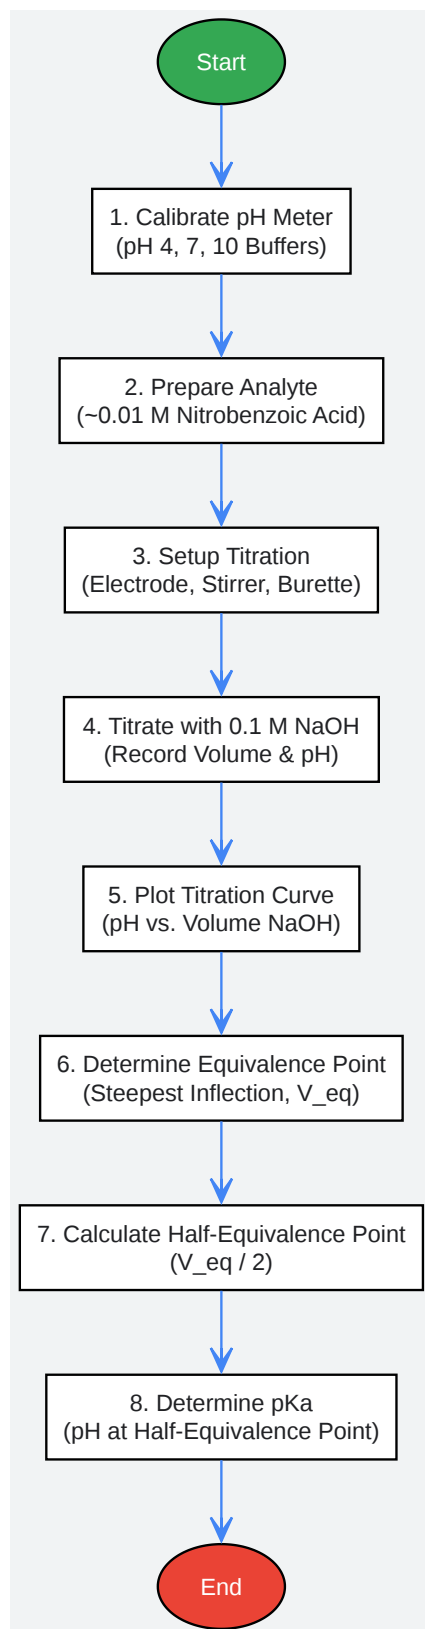 Start
1. Calibrate pH Meter
(pH 4, 7, 10 Buffers)
2. Prepare Analyte
(~0.01 M Nitrobenzoic Acid)
3. Setup Titration
(Electrode, Stirrer, Burette)
4. Titrate with 0.1 M NaOH
(Record Volume & pH)
5. Plot Titration Curve
(pH vs. Volume NaOH)
6. Determine Equivalence Point
(Steepest Inflection, V_eq)
7. Calculate Half-Equivalence Point
(V_eq / 2)
8. Determine pKa
(pH at Half-Equivalence Point)
End